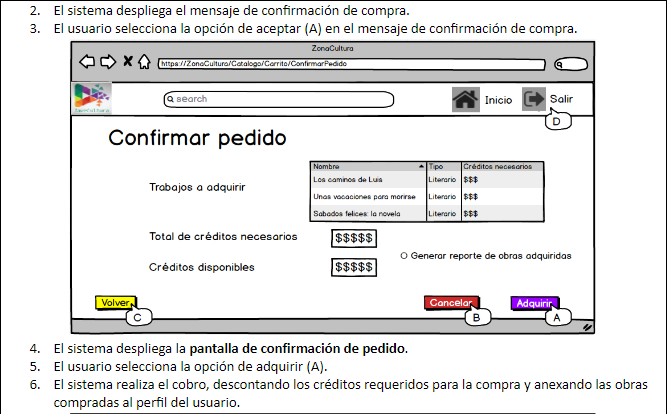 2. El sistema despliega el mensaje de confirmación de compra.
3. El usuario selecciona la opción de aceptar (A) en el mensaje de confirmación de compra.
ZonaCultura
https://ZonaCultura/Catalogo/Carrito/ConfirmarPedido
search
Inicio
Salir
D
Confirmar pedido
Trabajos a adquirir
Nombre Tipo Créditos necesarios
Los caminos de Luis Literario $$$
Unas vacaciones para morirse Literario $$$
Sabados felices: la novela Literario $$$
Total de créditos necesarios $$$$$
O Generar reporte de obras adquiridas
Créditos disponibles $$$$$
Volver Cancelar Adquirir
C B A
4. El sistema despliega la pantalla de confirmación de pedido.
5. El usuario selecciona la opción de adquirir (A).
6. El sistema realiza el cobro, descontando los créditos requeridos para la compra y anexando las obras
compradas al perfil del usuario.